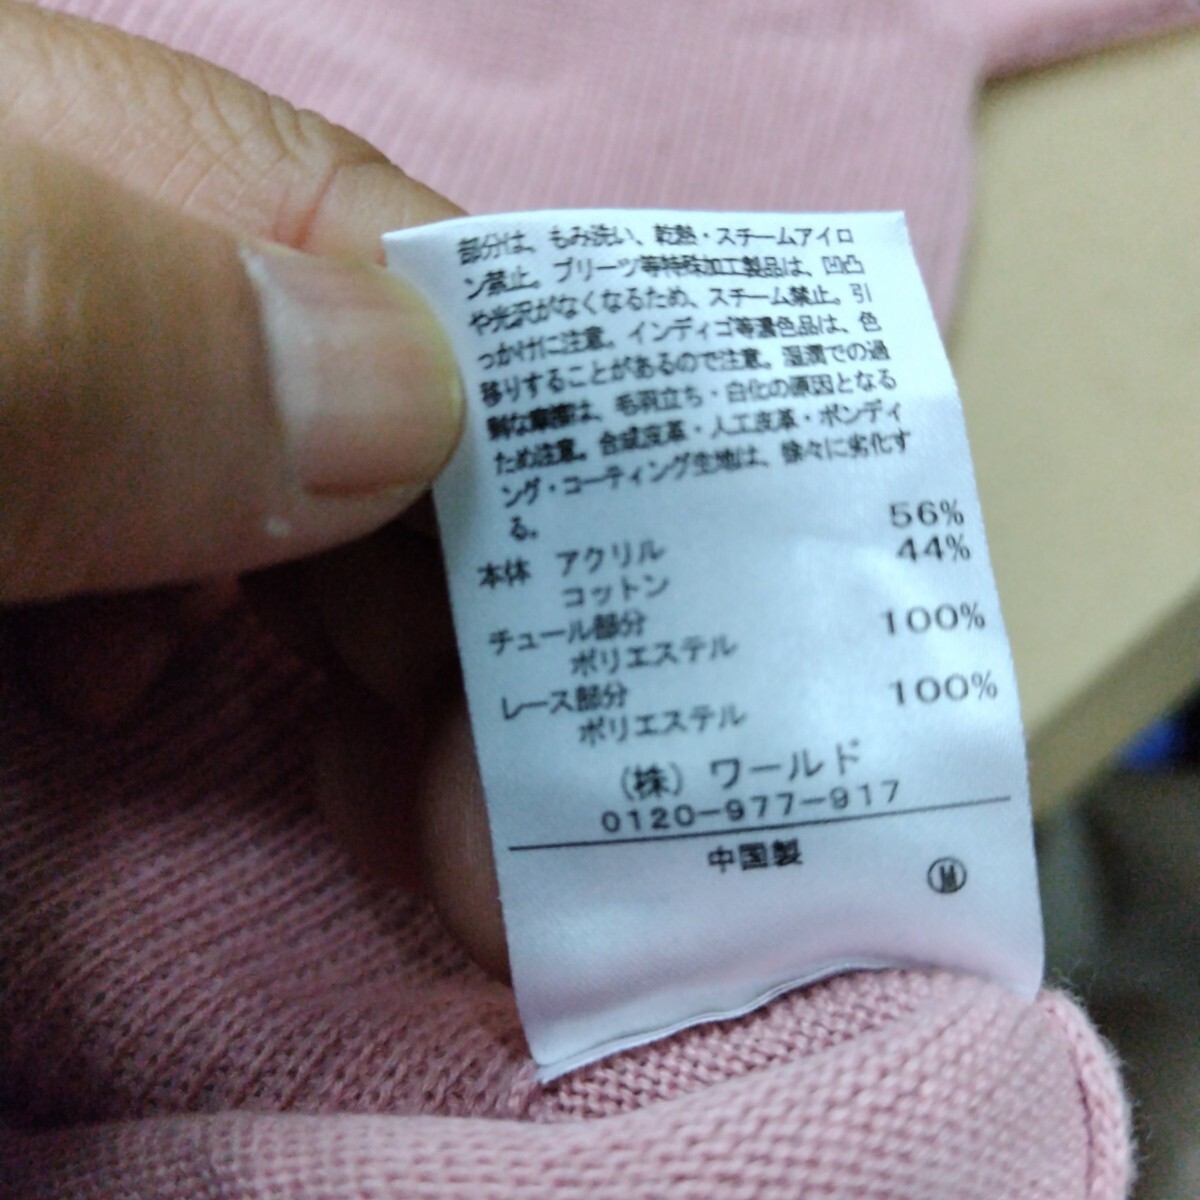 部分は、もみ洗い、乾熱・スチームアイロ
ン禁止。プリーツ等特殊加工製品は、凹凸
や光沢がなくなるため、スチーム禁止。引
っかけに注意。インディゴ等濃色品は、色
移りすることがあるので注意。湿潤での過
剰な摩擦は、毛羽立ち・白化の原因となる
ため注意。合成皮革・人工皮革・ボンディ
ング・コーティング生地は、徐々に劣化す
る。
本体 アクリル 56%
コットン 44%
チュール部分
ポリエステル 100%
レース部分
ポリエステル 100%
(株) ワールド
0120-977-917
中国製